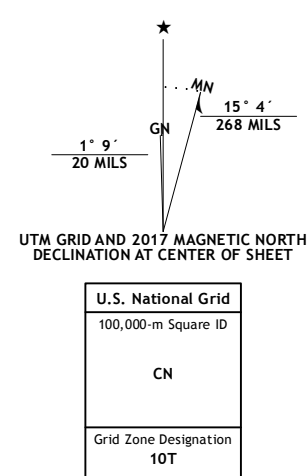 MN
GN
15° 4´
268 MILS
1° 9´
20 MILS
UTM GRID AND 2017 MAGNETIC NORTH
DECLINATION AT CENTER OF SHEET
U.S. National Grid
100,000-m Square ID
CN
Grid Zone Designation
10T